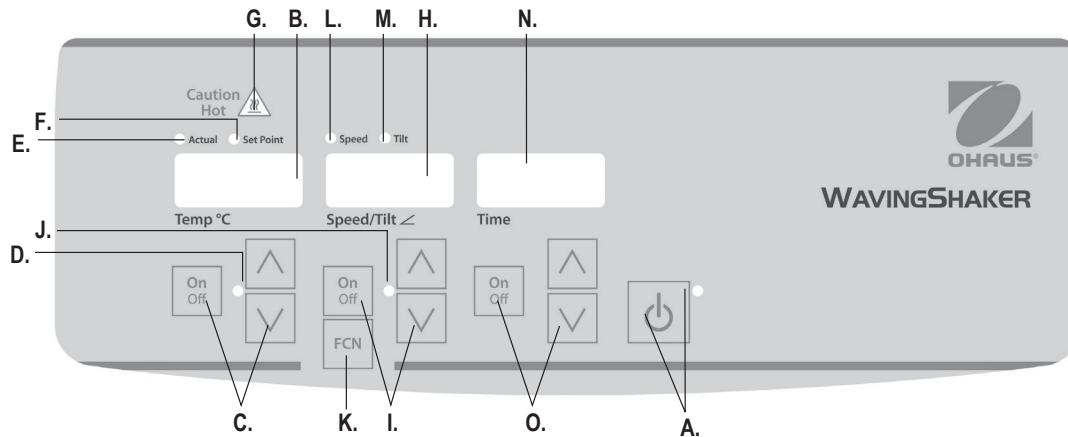 G. B. L. M. H. N.
Caution
Hot
F.
E.
Actual Set Point Speed Tilt
OHAUS®
WAVINGSHAKER
Temp °C Speed/Tilt ∠ Time
J.
D.
On
Off
On
Off
On
Off
FCN
C. K. I. O. A.